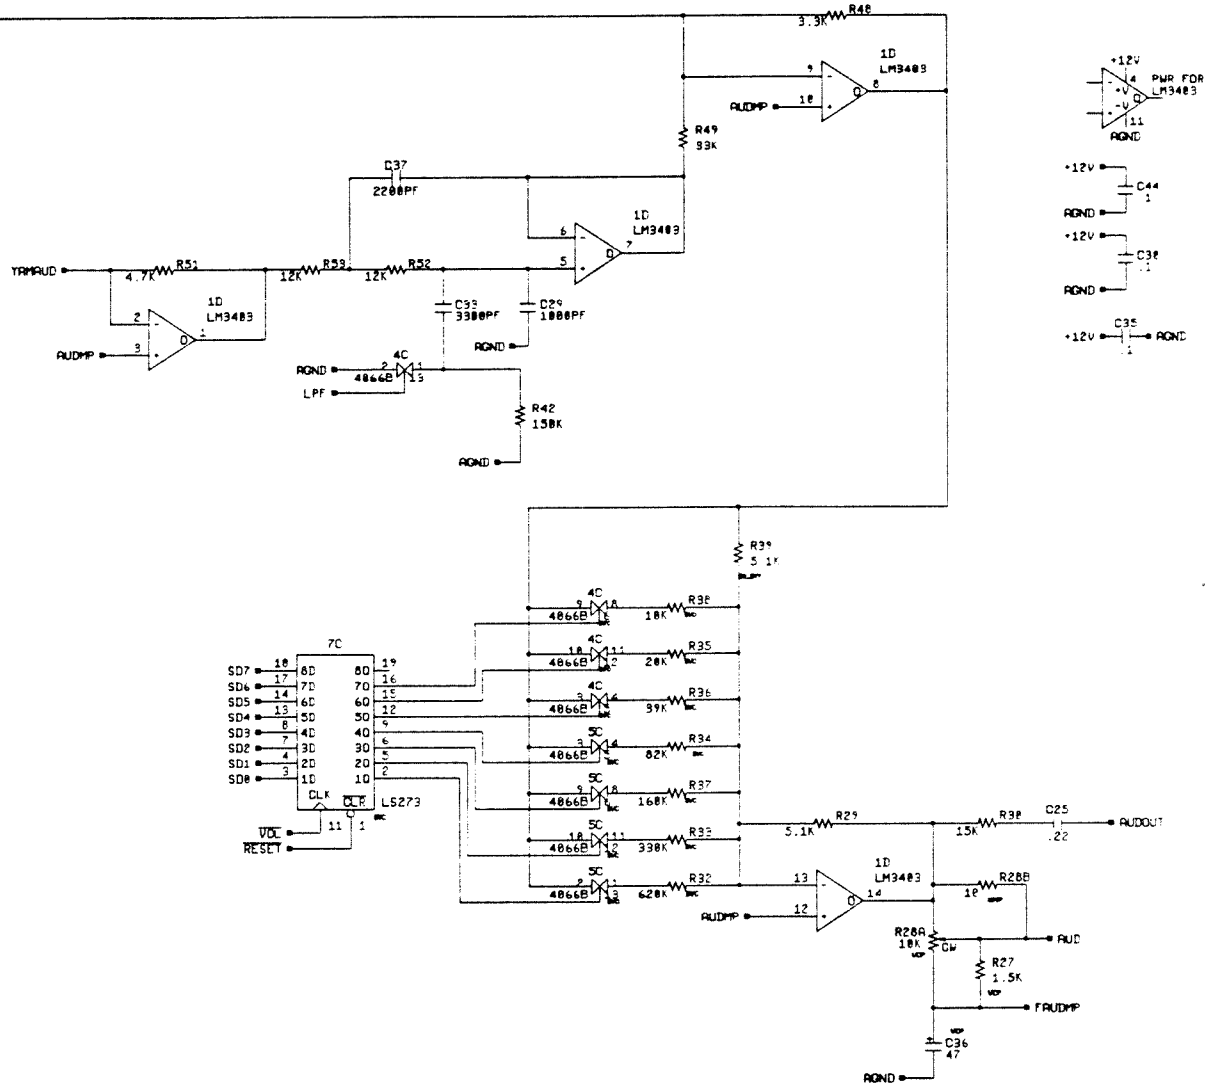 3.3K R48
1D
LM3403
9
8
10
AUDMP
Q
+12V
4
PWR FOR
LM3403
+V
-V
Q
11
AGND
R49
33K
C37
2200PF
+12V
C44
.1
AGND
+12V
C30
.1
AGND
+12V C35 AGND
.1
1D
LM3403
6
7
5
YAMAUD
R51
4.7K
R53
12K
R52
12K
1D
LM3403
2
1
3
Q
AUDMP
C33
3300PF
C29
1000PF
AGND
4C
AGND 2 1
4066B 13
LPF
R42
150K
AGND
R39
5.1K
4C
9 8 R38
4066B 10K
4C
10 11 R35
4066B 12 20K
4C
3 4 R36
4066B 39K
5C
3 4 R34
4066B 82K
5C
9 8 R37
4066B 160K
5C
10 11 R33
4066B 12 330K
5C
2 1 R32
4066B 13 620K
7C
SD7 18 8D 8Q 19
SD6 17 7D 7Q 16
SD5 14 6D 6Q 15
SD4 13 5D 5Q 12
SD3 8 4D 4Q 9
SD2 7 3D 3Q 6
SD1 4 2D 2Q 5
SD0 3 1D 1Q 2
CLK CLR LS273
VOL 11 1
RESET
R29
5.1K
R30
15K
C25
.22
AUDOUT
1D
LM3403
13
14
12
Q
AUDMP
R28B
10
R28A
10K
CW
AUD
R27
1.5K
FAUDMP
+
C36
47
AGND